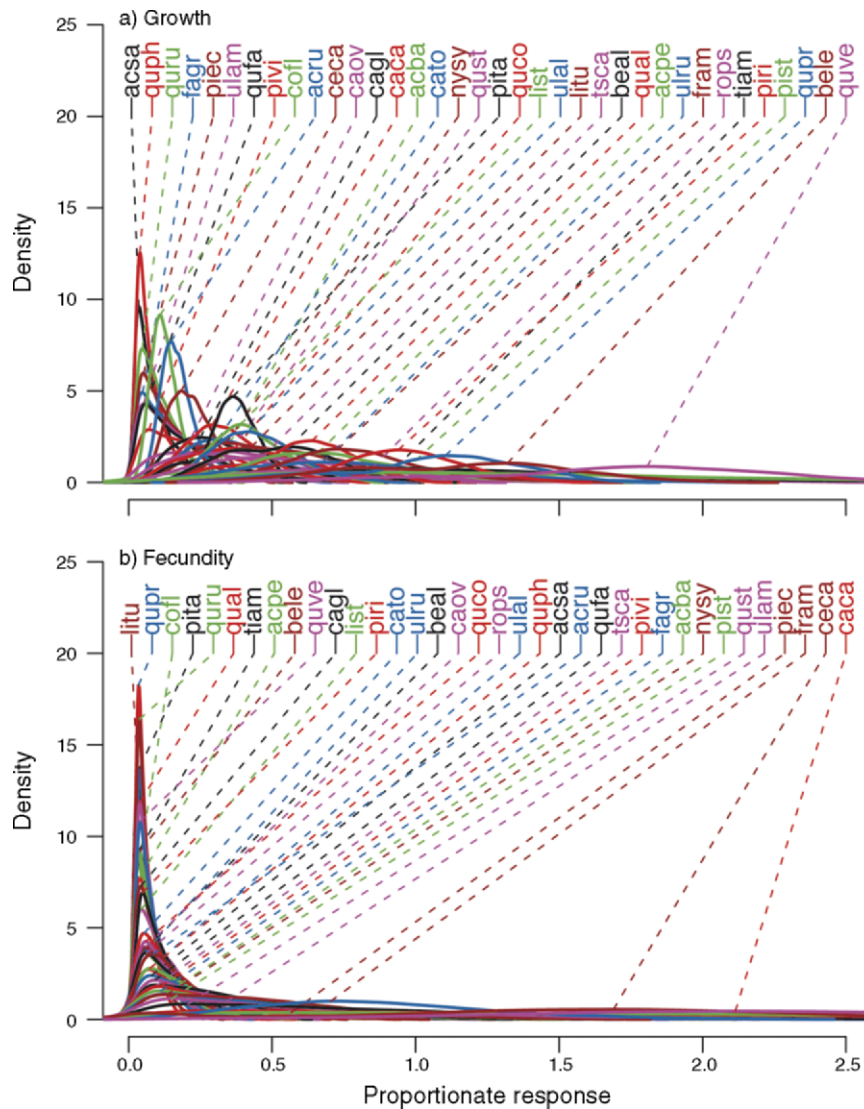 a) Growth
25
20
15
10
5
0
Density
acsa quph quru fagr piec ulam qufa pivi cofl acru ceca caov cagl caca acba cato nysy qust pita quco list ulal litu tsca beal qual acpe ulru fram rops tiam piri pist qupr bele quve
b) Fecundity
25
20
15
10
5
0
Density
litu qupr cofl pita quru qual tiam acpe bele quve cagl list piri cato ulru beal caov quco rops ulal quph acsa acru qufa tsca pivi fagr acba nysy pist qust ulam piec fram ceca caca
0.0 0.5 1.0 1.5 2.0 2.5
Proportionate response